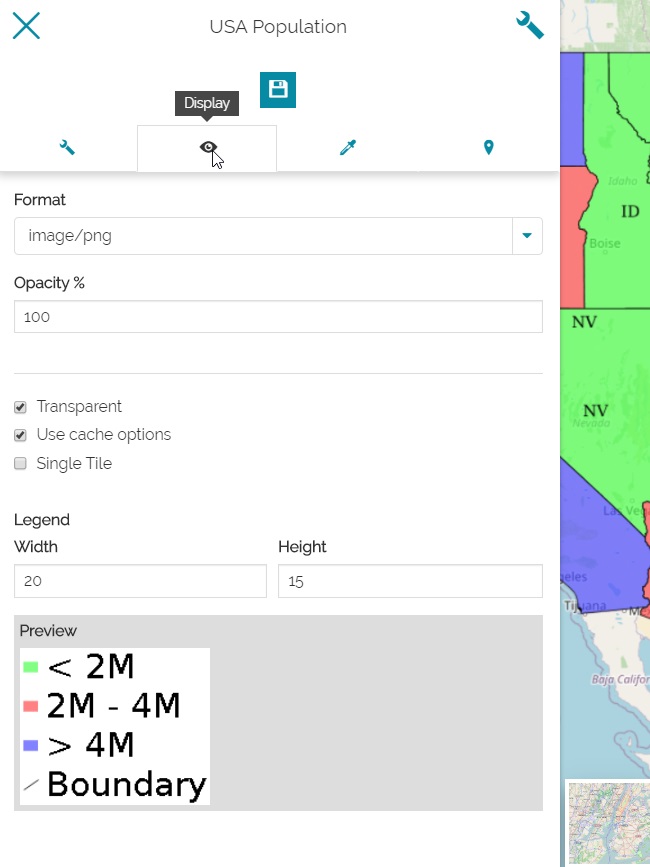 USA Population
Display
Format
image/png
Opacity %
100
Transparent
Use cache options
Single Tile
Legend
Width
Height
20
15
Preview
< 2M
2M - 4M
> 4M
Boundary
Idaho
ID
Boise
NV
NV
Nevada
Las Veg
geles
Tijuana
M
Baja Califor